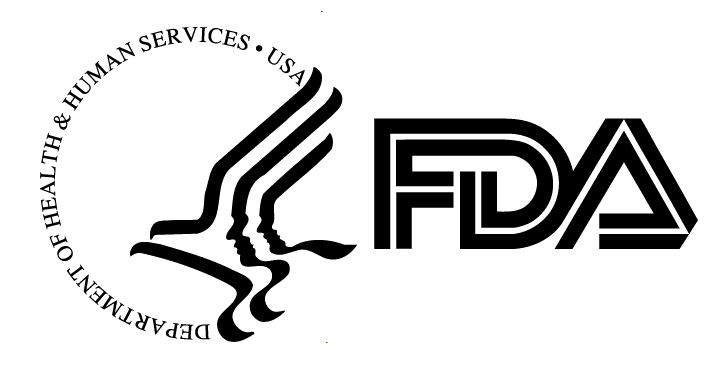 DEPARTMENT OF HEALTH & HUMAN SERVICES • USA
FDA